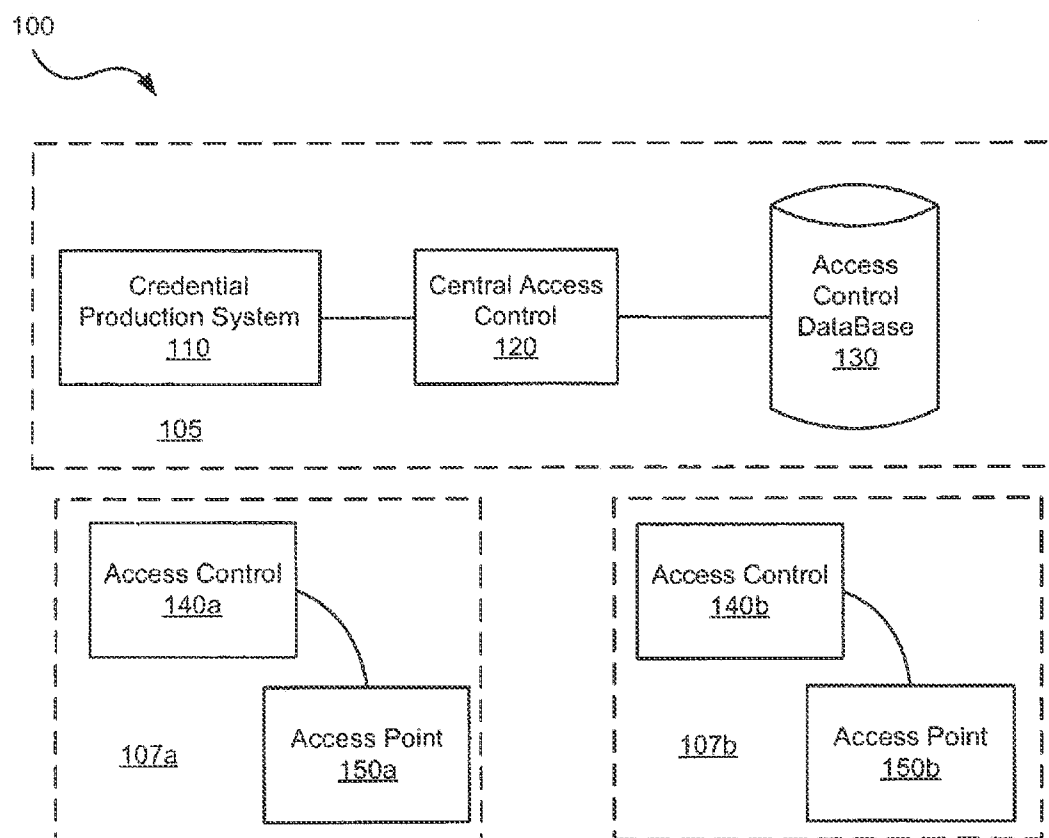 100
Credential
Production System
110
Central Access
Control
120
Access
Control
DataBase
130
105
Access Control
140a
Access Point
150a
107a
Access Control
140b
Access Point
150b
107b